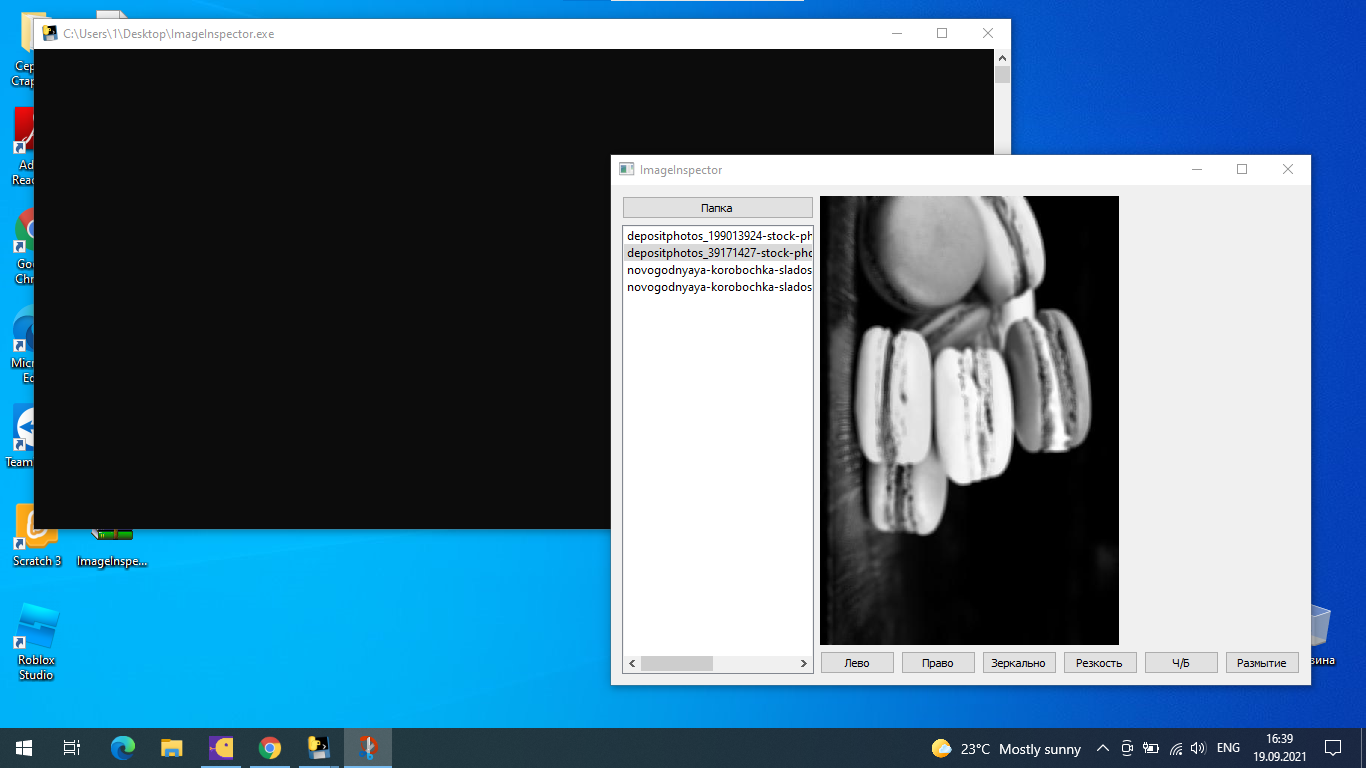 C:\Users\1\Desktop\ImageInspector.exe
ImageInspector
Папка
depositphotos_199013924-stock-ph
depositphotos_39171427-stock-pho
novogodnyaya-korobochka-slados
novogodnyaya-korobochka-slados
Лево
Право
Зеркально
Резкость
Ч/Б
Размытие
Сер
Стар
Ad
Rea
Go
Chr
Micr
Ed
Team
Scratch 3
ImageInspe...
Roblox
Studio
зина
23°C Mostly sunny
ENG
16:39
19.09.2021